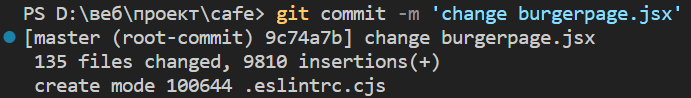 PS D:\веб\проект\cafe> git commit -m 'change burgerpage.jsx'
[master (root-commit) 9c74a7b] change burgerpage.jsx
135 files changed, 9810 insertions(+)
create mode 100644 .eslintrc.cjs